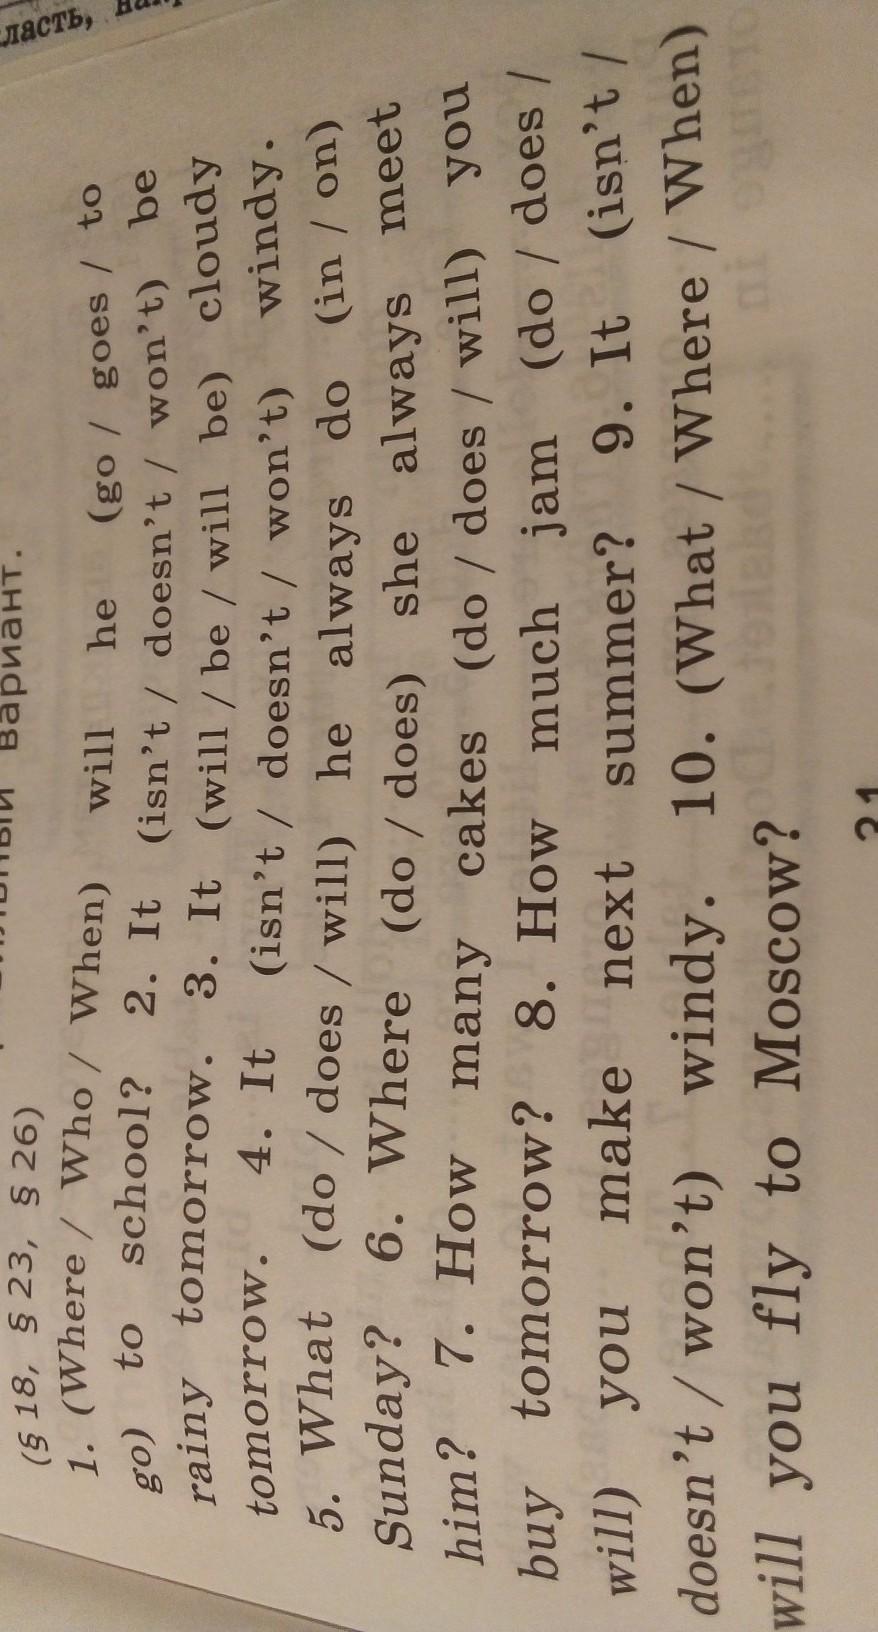 ласть,
вариант.
(§ 18, § 23, § 26)
1. (Where / Who / When) will he (go / goes / to
go) to school? 2. It (isn't / doesn't / won't) be
rainy tomorrow. 3. It (will / be / will be) cloudy
tomorrow. 4. It (isn't / doesn't / won't) windy.
5. What (do / does / will) he always do (in / on)
Sunday? 6. Where (do / does) she always meet
him? 7. How many cakes (do / does / will) you
buy tomorrow? 8. How much jam (do / does /
will) you make next summer? 9. It (isn't /
doesn't / won't) windy. 10. (What / Where / When)
will you fly to Moscow?